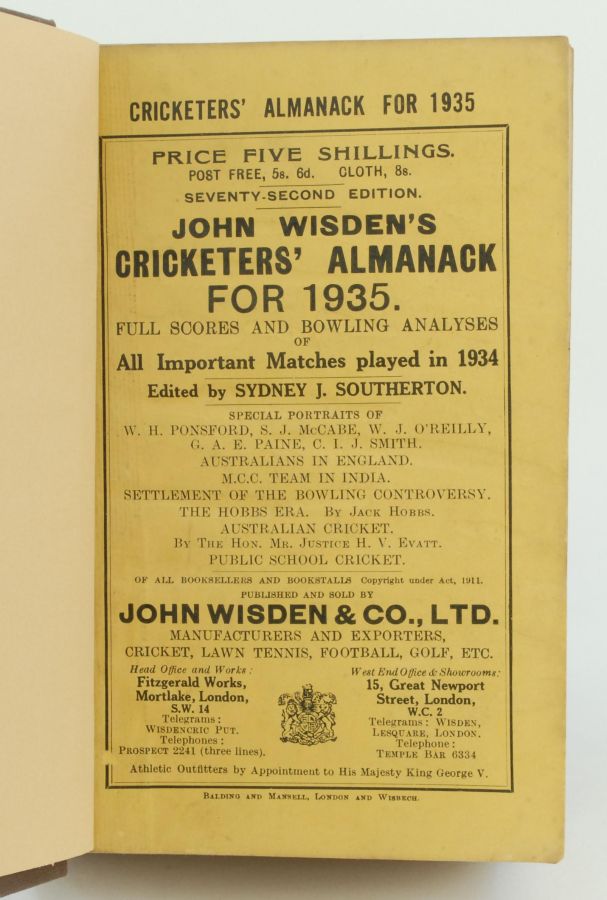 CRICKETERS' ALMANACK FOR 1935
PRICE FIVE SHILLINGS.
POST FREE, 5s. 6d. CLOTH, 8s.
SEVENTY-SECOND EDITION.
JOHN WISDEN'S
CRICKETERS' ALMANACK
FOR 1935.
FULL SCORES AND BOWLING ANALYSES
OF
All Important Matches played in 1934
Edited by SYDNEY J. SOUTHERTON.
SPECIAL PORTRAITS OF
W. H. PONSFORD, S. J. McCABE, W. J. O'REILLY,
G. A. E. PAINE, C. I. J. SMITH.
AUSTRALIANS IN ENGLAND.
M.C.C. TEAM IN INDIA.
SETTLEMENT OF THE BOWLING CONTROVERSY.
THE HOBBS ERA. By Jack Hobbs.
AUSTRALIAN CRICKET.
By The Hon. Mr. Justice H. V. Evatt.
PUBLIC SCHOOL CRICKET.
OF ALL BOOKSELLERS AND BOOKSTALLS Copyright under Act, 1911.
PUBLISHED AND SOLD BY
JOHN WISDEN & CO., LTD.
MANUFACTURERS AND EXPORTERS,
CRICKET, LAWN TENNIS, FOOTBALL, GOLF, ETC.
Head Office and Works:
Fitzgerald Works,
Mortlake, London,
S.W. 14
Telegrams:
Wisdencric Put.
Telephones:
Prospect 2241 (three lines).
West End Office & Showrooms:
15, Great Newport
Street, London,
W.C. 2
Telegrams: Wisden,
Lesquare, London.
Telephone:
Temple Bar 6334
Athletic Outfitters by Appointment to His Majesty King George V.
Balding and Mansell, London and Wisbech.